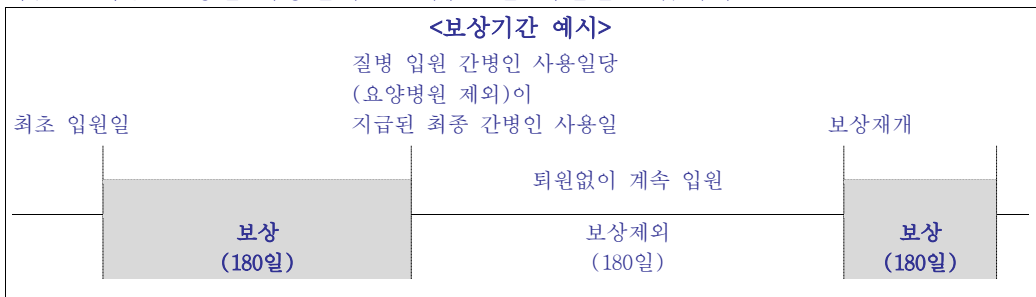 <보상기간 예시>
질병 입원 간병인 사용일당
(요양병원 제외)이
최초 입원일
지급된 최종 간병인 사용일
보상재개
퇴원없이 계속 입원
보상
(180일)
보상제외
(180일)
보상
(180일)